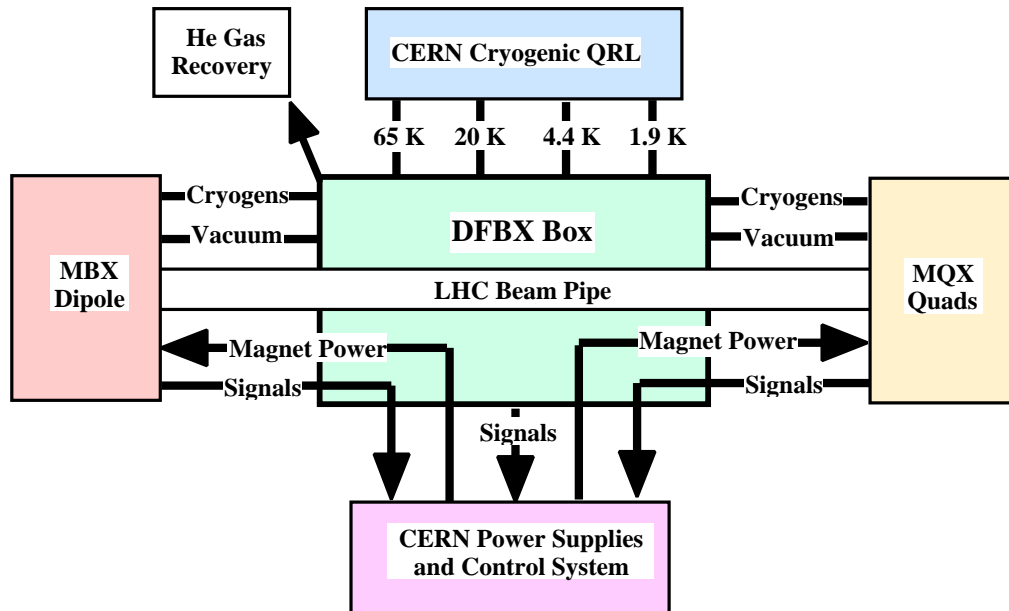 He Gas
Recovery
CERN Cryogenic QRL
65 K 20 K 4.4 K 1.9 K
Cryogens
Vacuum
DFBX Box
Cryogens
Vacuum
MBX
Dipole
LHC Beam Pipe
MQX
Quads
Magnet Power
Signals
Magnet Power
Signals
Signals
CERN Power Supplies
and Control System